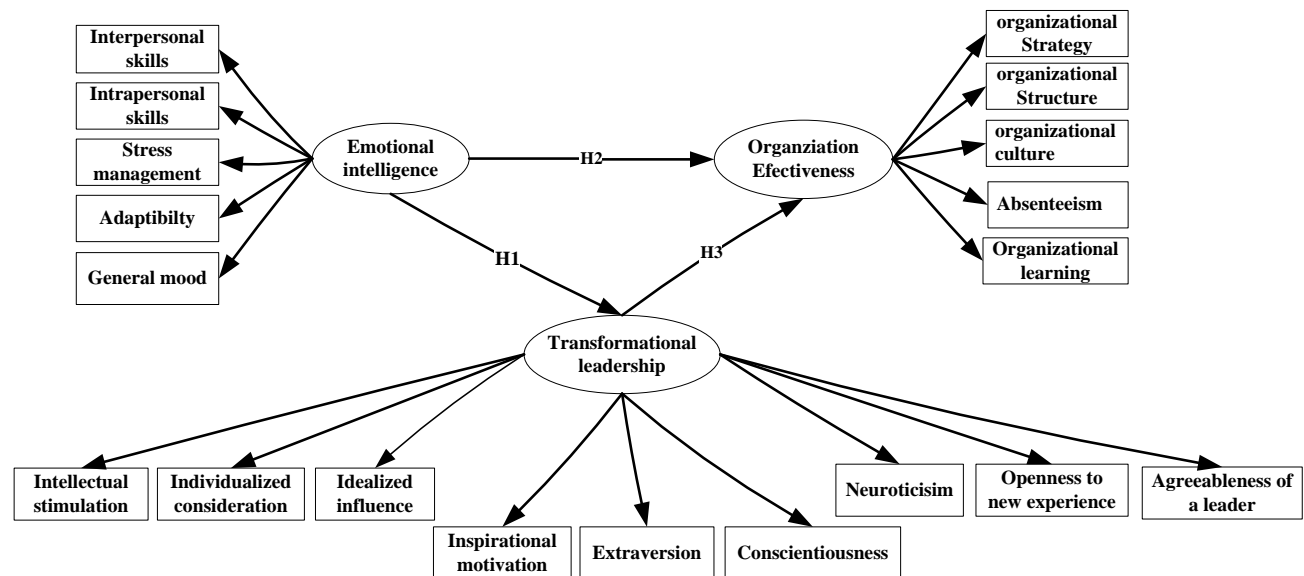 Interpersonal
skills
Intrapersonal
skills
Stress
management
Adaptibilty
General mood
Emotional
intelligence
H2
H1
H3
Organziation
Efectiveness
organizational
Strategy
organizational
Structure
organizational
culture
Absenteeism
Organizational
learning
Transformational
leadership
Intellectual
stimulation
Individualized
consideration
Idealized
influence
Inspirational
motivation
Extraversion
Conscientiousness
Neuroticisim
Openness to
new experience
Agreeableness of
a leader